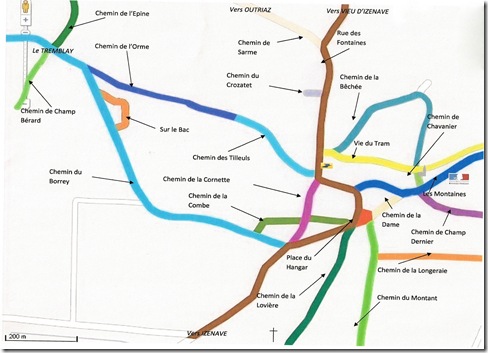 Chemin de l'Epine
Vers OUTRIAZ
Vers VIEU D'IZENAVE
Chemin de l'Orme
Rue des
Fontaines
Chemin de
Sarme
Le TREMBLAY
Chemin du
Crozatet
Chemin de la
Bêchée
Chemin de Champ
Bérard
Sur le Bac
Chemin de
Chavanier
Vie du Tram
Chemin des Tilleuls
Chemin du
Borrey
Chemin de la Cornette
Les Montaines
Chemin de la
Combe
Chemin de la
Dame
Chemin de Champ
Dernier
Place du
Hangar
Chemin de la Longeraie
Chemin de la
Lovière
Chemin du Montant
Vers IZENAVE
200 m